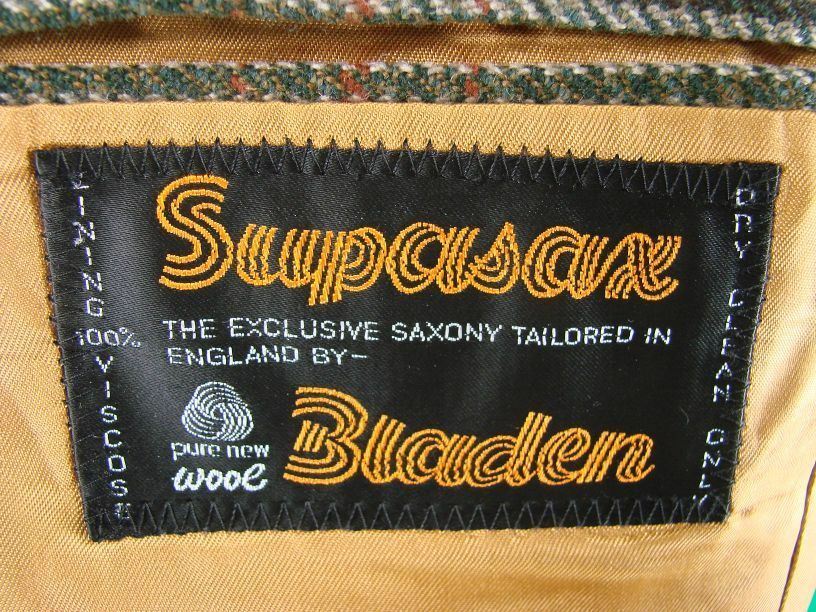 Supasax
THE EXCLUSIVE SAXONY TAILORED IN
ENGLAND BY-
pure new
wool
Bladen
LINING 100% VISCOSE
DRY CLEAN ONLY